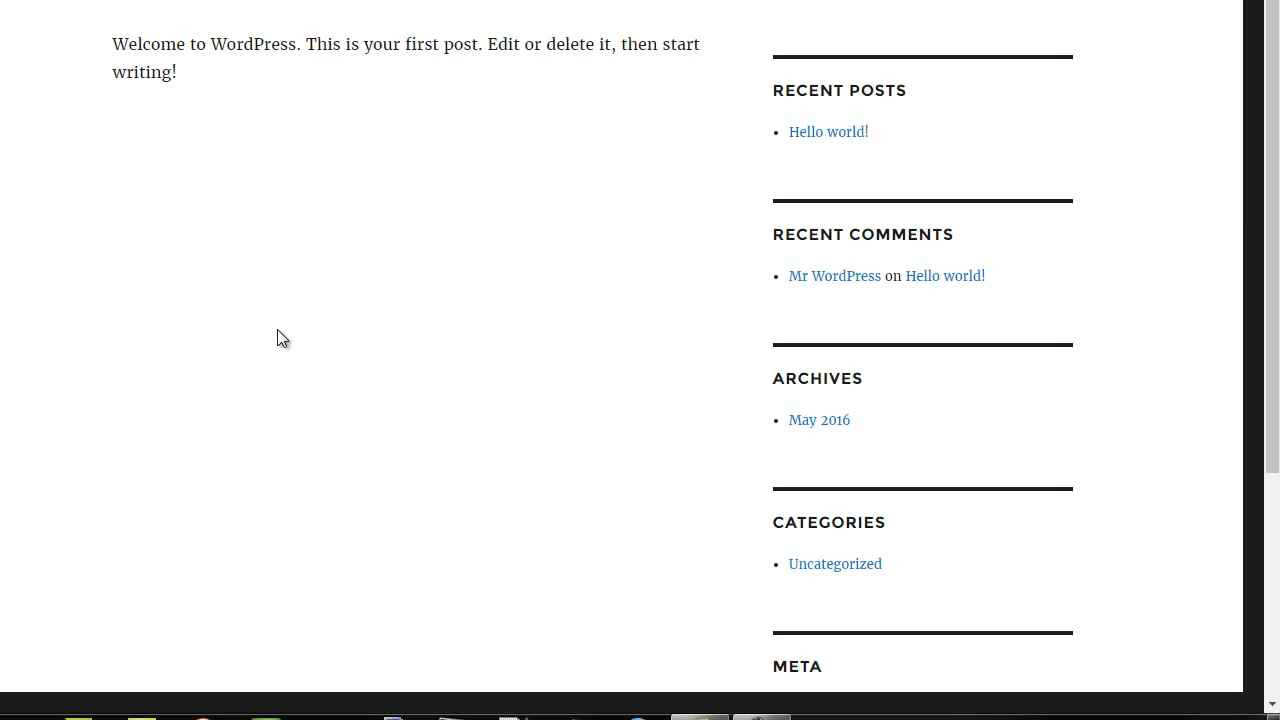 Welcome to WordPress. This is your first post. Edit or delete it, then start
writing!
RECENT POSTS
Hello world!
RECENT COMMENTS
Mr WordPress on Hello world!
ARCHIVES
May 2016
CATEGORIES
Uncategorized
META